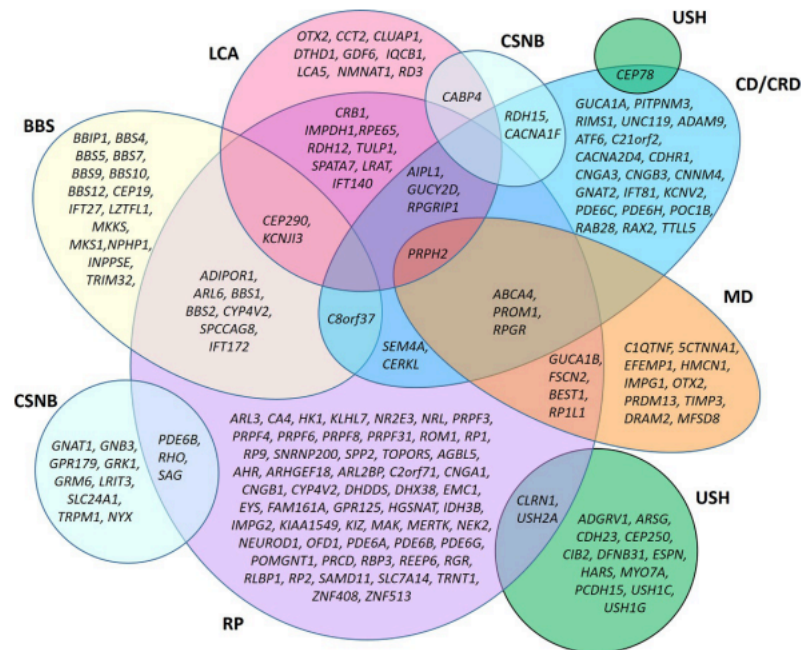 USH
LCA
OTX2, CCT2, CLUAP1,
DTHD1, GDF6, IQCB1,
LCA5, NMNAT1, RD3
CSNB
CEP78
CD/CRD
CABP4
RDH15,
CACNA1F
GUCA1A, PITPNM3,
RIMS1, UNC119, ADAM9,
ATF6, C21orf2,
CACNA2D4, CDHR1,
CNGA3, CNGB3, CNNM4,
GNAT2, IFT81, KCNV2,
PDE6C, PDE6H, POC1B,
RAB28, RAX2, TTLL5
BBS
BBIP1, BBS4,
BBS5, BBS7,
BBS9, BBS10,
BBS12, CEP19,
IFT27, LZTFL1,
MKKS,
MKS1,NPHP1,
INPPSE,
TRIM32,
CRB1,
IMPDH1,RPE65,
RDH12, TULP1,
SPATA7, LRAT,
IFT140
AIPL1,
GUCY2D,
RPGRIP1
CEP290,
KCNJI3
PRPH2
ADIPOR1,
ARL6, BBS1,
BBS2, CYP4V2,
SPCCAG8,
IFT172
C8orf37
SEM4A,
CERKL
ABCA4,
PROM1,
RPGR
MD
GUCA1B,
FSCN2,
BEST1,
RP1L1
C1QTNF, 5CTNNA1,
EFEMP1, HMCN1,
IMPG1, OTX2,
PRDM13, TIMP3,
DRAM2, MFSD8
CSNB
GNAT1, GNB3,
GPR179, GRK1,
GRM6, LRIT3,
SLC24A1,
TRPM1, NYX
PDE6B,
RHO,
SAG
ARL3, CA4, HK1, KLHL7, NR2E3, NRL, PRPF3,
PRPF4, PRPF6, PRPF8, PRPF31, ROM1, RP1,
RP9, SNRNP200, SPP2, TOPORS, AGBL5,
AHR, ARHGEF18, ARL2BP, C2orf71, CNGA1,
CNGB1, CYP4V2, DHDDS, DHX38, EMC1,
EYS, FAM161A, GPR125, HGSNAT, IDH3B,
IMPG2, KIAA1549, KIZ, MAK, MERTK, NEK2,
NEUROD1, OFD1, PDE6A, PDE6B, PDE6G,
POMGNT1, PRCD, RBP3, REEP6, RGR,
RLBP1, RP2, SAMD11, SLC7A14, TRNT1,
ZNF408, ZNF513
CLRN1,
USH2A
USH
ADGRV1, ARSG,
CDH23, CEP250,
CIB2, DFNB31, ESPN,
HARS, MYO7A,
PCDH15, USH1C,
USH1G
RP